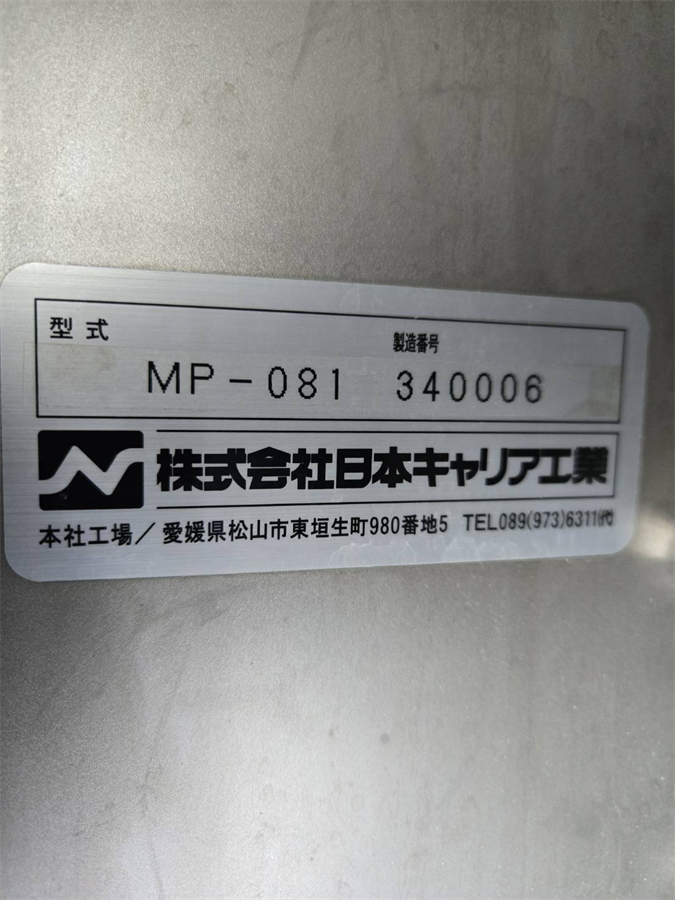 型式 製造番号
MP-081 340006
株式会社日本キャリア工業
本社工場/愛媛県松山市東垣生町980番地5 TEL089(973)6311㈹